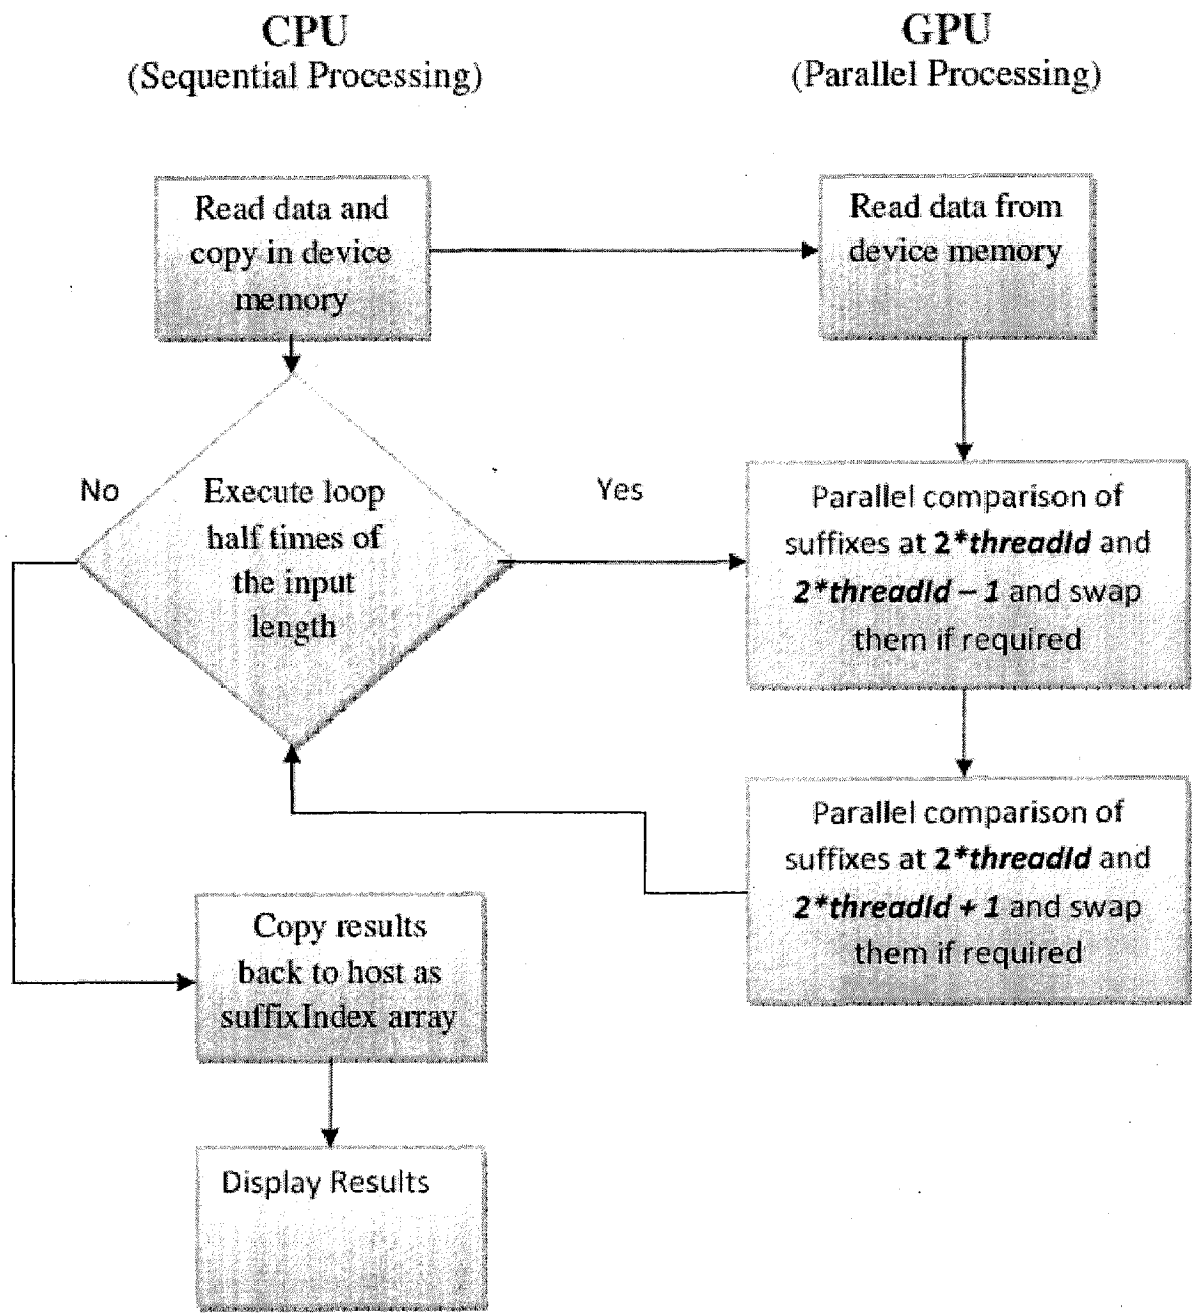 CPU
(Sequential Processing)
GPU
(Parallel Processing)
Read data and
copy in device
memory
Read data from
device memory
No
Execute loop
half times of
the input
length
Yes
Parallel comparison of
suffixes at 2*threadId and
2*threadId – 1 and swap
them if required
Parallel comparison of
suffixes at 2*threadId and
2*threadId + 1 and swap
them if required
Copy results
back to host as
suffixIndex array
Display Results